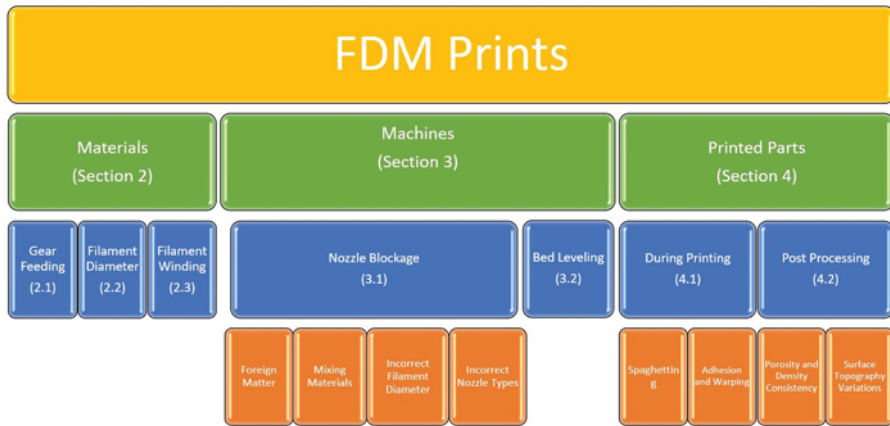 FDM Prints
Materials
(Section 2)
Machines
(Section 3)
Printed Parts
(Section 4)
Gear
Feeding
(2.1)
Filament
Diameter
(2.2)
Filament
Winding
(2.3)
Nozzle Blockage
(3.1)
Bed Leveling
(3.2)
During Printing
(4.1)
Post Processing
(4.2)
Foreign
Matter
Mixing
Materials
Incorrect
Filament
Diameter
Incorrect
Nozzle Types
Spaghettin
g
Adhesion
and Warping
Porosity and
Density
Consistency
Surface
Topography
Variations